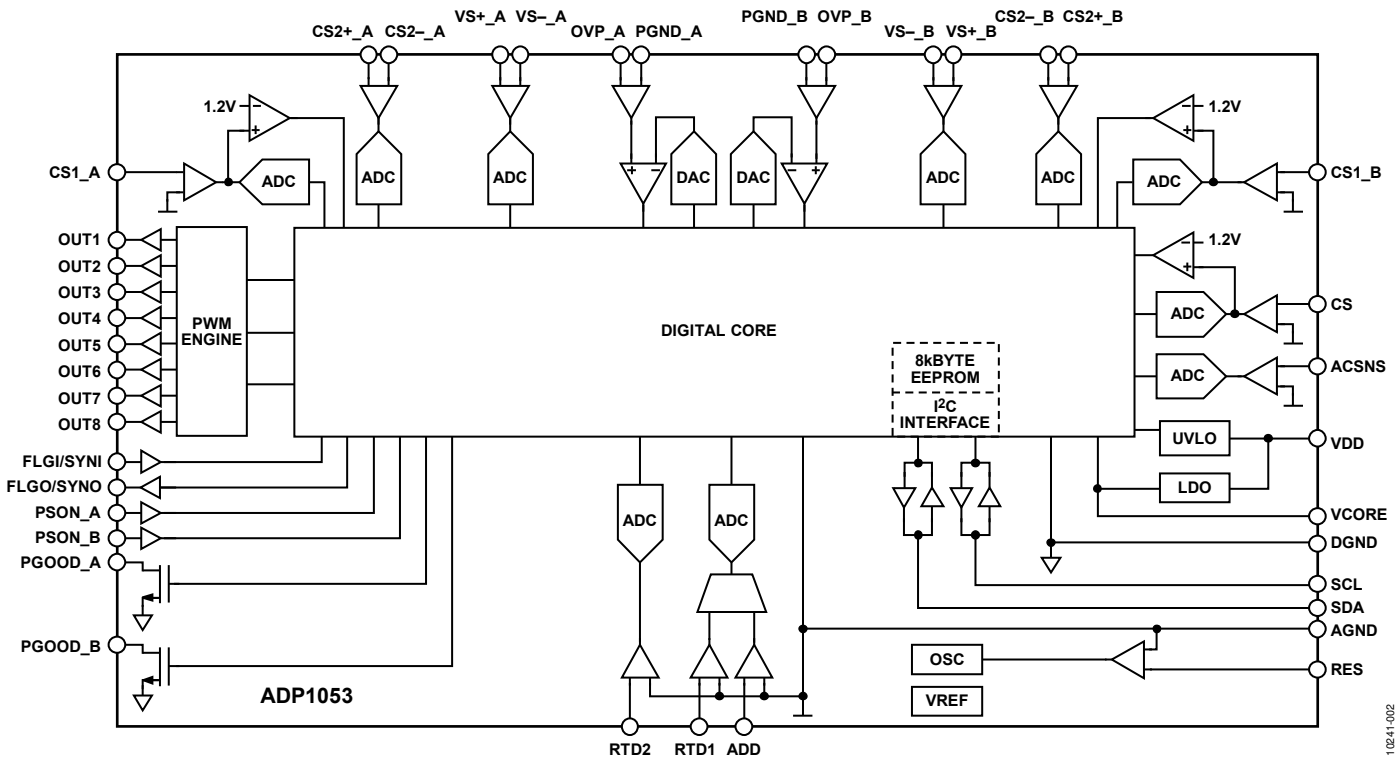 VS+_A VS–_A
PGND_B OVP_B
CS2–_B CS2+_B
CS2+_A CS2–_A
OVP_A PGND_A
VS–_B VS+_B
1.2V
–
+
1.2V
–
+
CS1_A
ADC
ADC
ADC
+ –
DAC
DAC
– +
ADC
ADC
ADC
CS1_B
OUT1
OUT2
OUT3
OUT4
OUT5
OUT6
OUT7
OUT8
PWM
ENGINE
DIGITAL CORE
8kBYTE
EEPROM
I2C
INTERFACE
1.2V
–
+
ADC
CS
ADC
ACSNS
UVLO
VDD
LDO
VCORE
DGND
SCL
SDA
AGND
RES
FLGI/SYNI
FLGO/SYNO
PSON_A
PSON_B
PGOOD_A
PGOOD_B
ADC
ADC
OSC
VREF
ADP1053
RTD2 RTD1 ADD
10241-002